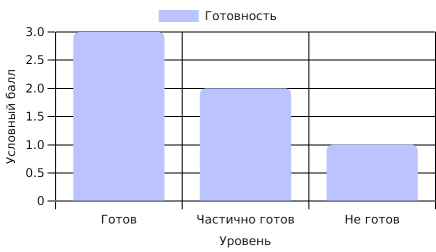 Готовность
3.0
2.5
2.0
1.5
1.0
0.5
0
Условный балл
Готов
Частично готов
Не готов
Уровень